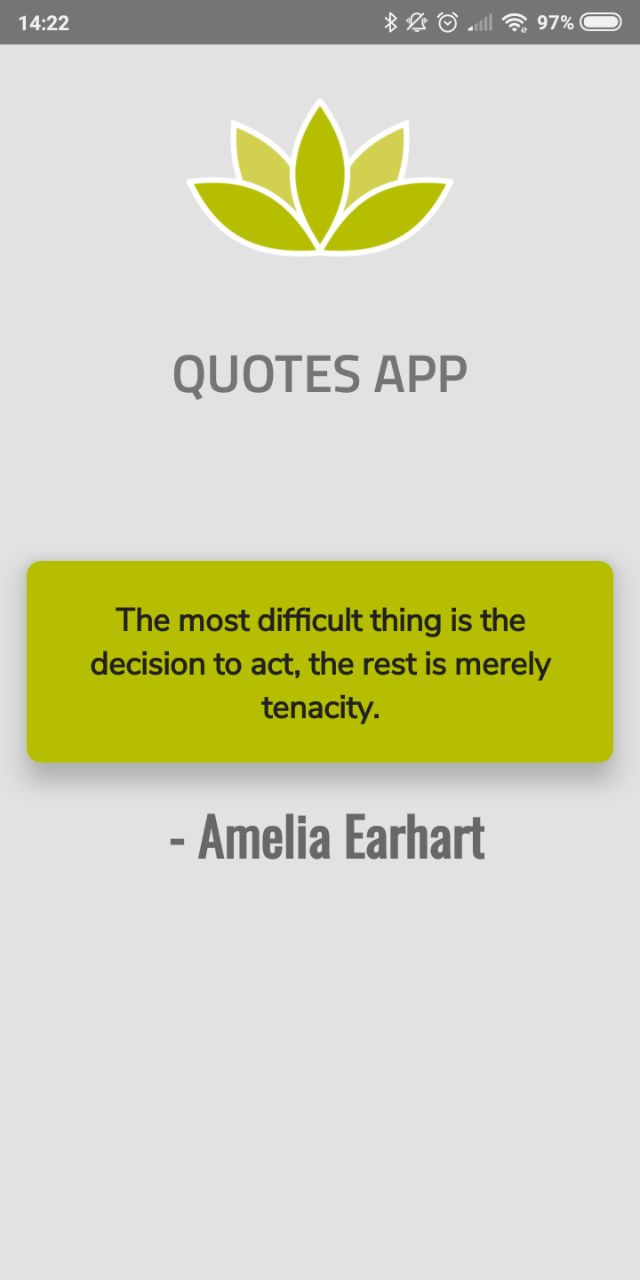 14:22 97%
QUOTES APP
The most difficult thing is the
decision to act, the rest is merely
tenacity.
- Amelia Earhart